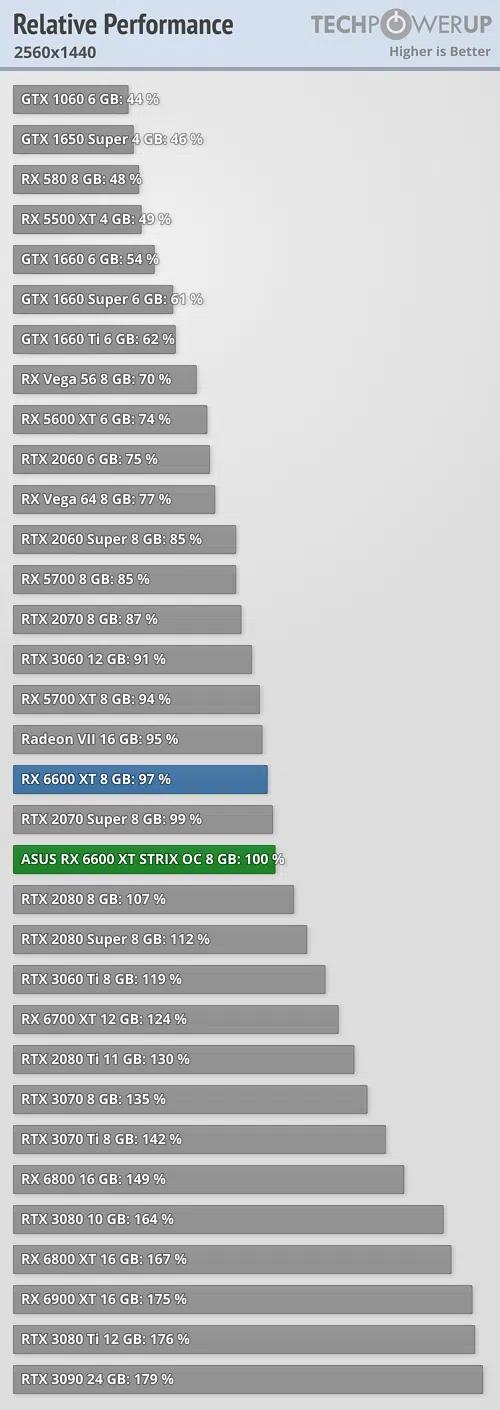 Relative Performance
TECHPOWERUP
2560x1440
Higher is Better
GTX 1060 6 GB: 44 %
GTX 1650 Super 4 GB: 46 %
RX 580 8 GB: 48 %
RX 5500 XT 4 GB: 49 %
GTX 1660 6 GB: 54 %
GTX 1660 Super 6 GB: 61 %
GTX 1660 Ti 6 GB: 62 %
RX Vega 56 8 GB: 70 %
RX 5600 XT 6 GB: 74 %
RTX 2060 6 GB: 75 %
RX Vega 64 8 GB: 77 %
RTX 2060 Super 8 GB: 85 %
RX 5700 8 GB: 85 %
RTX 2070 8 GB: 87 %
RTX 3060 12 GB: 91 %
RX 5700 XT 8 GB: 94 %
Radeon VII 16 GB: 95 %
RX 6600 XT 8 GB: 97 %
RTX 2070 Super 8 GB: 99 %
ASUS RX 6600 XT STRIX OC 8 GB: 100 %
RTX 2080 8 GB: 107 %
RTX 2080 Super 8 GB: 112 %
RTX 3060 Ti 8 GB: 119 %
RX 6700 XT 12 GB: 124 %
RTX 2080 Ti 11 GB: 130 %
RTX 3070 8 GB: 135 %
RTX 3070 Ti 8 GB: 142 %
RX 6800 16 GB: 149 %
RTX 3080 10 GB: 164 %
RX 6800 XT 16 GB: 167 %
RX 6900 XT 16 GB: 175 %
RTX 3080 Ti 12 GB: 176 %
RTX 3090 24 GB: 179 %